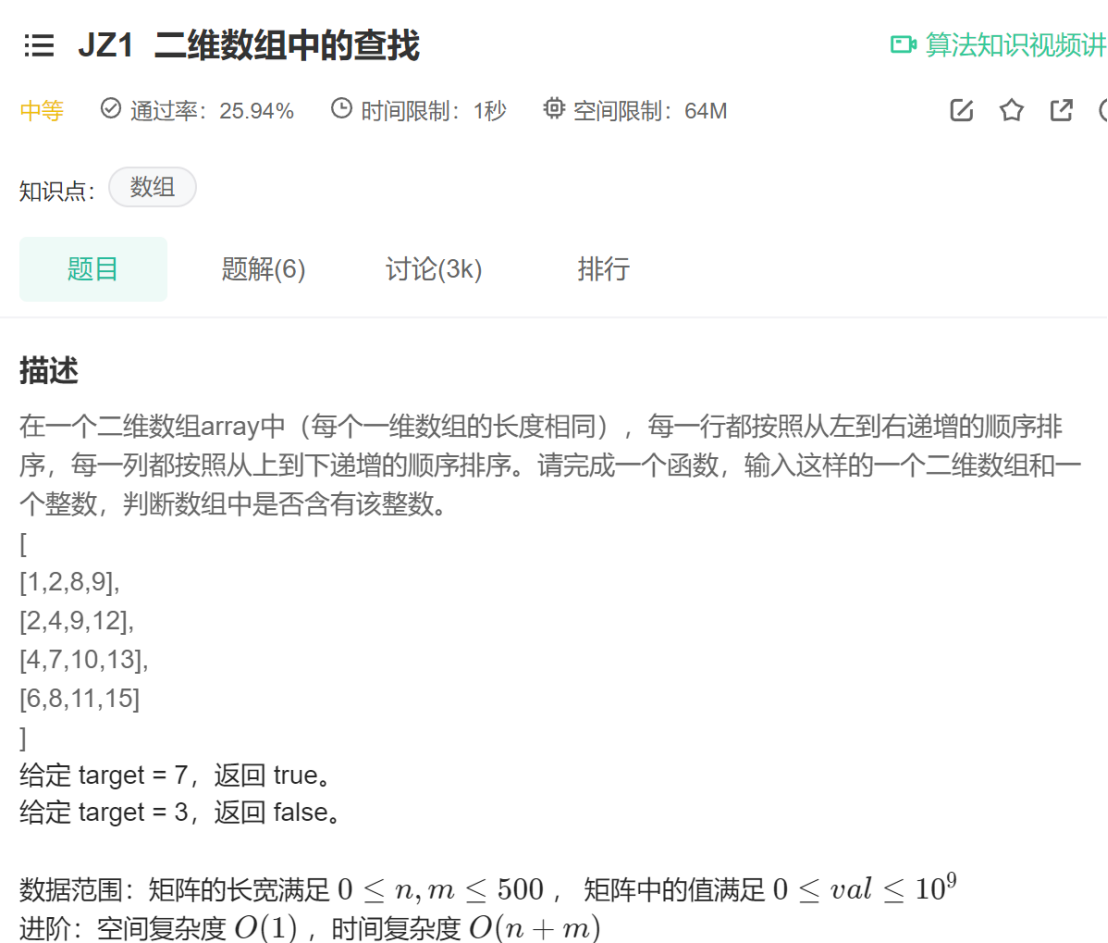 JZ1 二维数组中的查找
算法知识视频讲
中等 通过率：25.94% 时间限制：1秒 空间限制：64M
知识点： 数组
题目 题解(6) 讨论(3k) 排行
描述
在一个二维数组array中（每个一维数组的长度相同），每一行都按照从左到右递增的顺序排
序，每一列都按照从上到下递增的顺序排序。请完成一个函数，输入这样的一个二维数组和一
个整数，判断数组中是否含有该整数。
[
[1,2,8,9],
[2,4,9,12],
[4,7,10,13],
[6,8,11,15]
]
给定 target = 7，返回 true。
给定 target = 3，返回 false。
数据范围：矩阵的长宽满足 0 ≤ n, m ≤ 500 ， 矩阵中的值满足 0 ≤ val ≤ 10⁹
进阶：空间复杂度 O(1) ，时间复杂度 O(n + m)